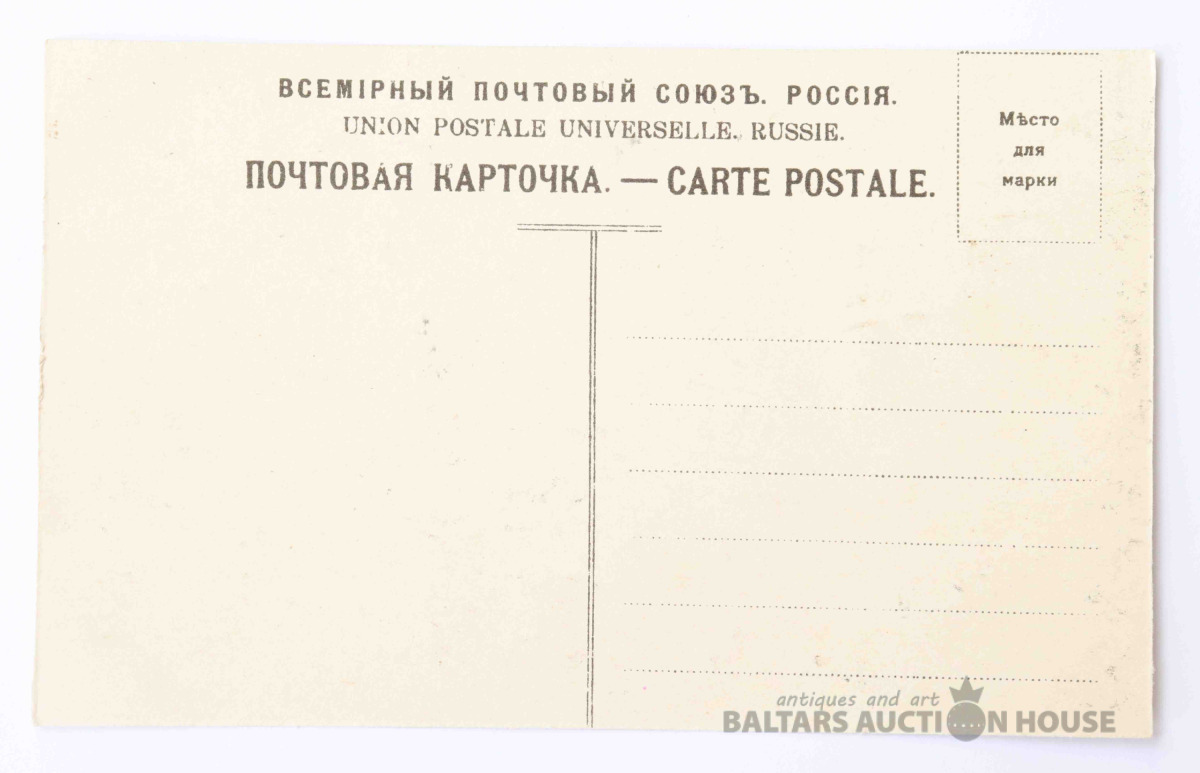 ВСЕМІРНЫЙ ПОЧТОВЫЙ СОЮЗЪ. РОССІЯ.
UNION POSTALE UNIVERSELLE. RUSSIE.
ПОЧТОВАЯ КАРТОЧКА. — CARTE POSTALE.
Мѣсто
для
марки
antiques and art
BALTARS AUCTION HOUSE